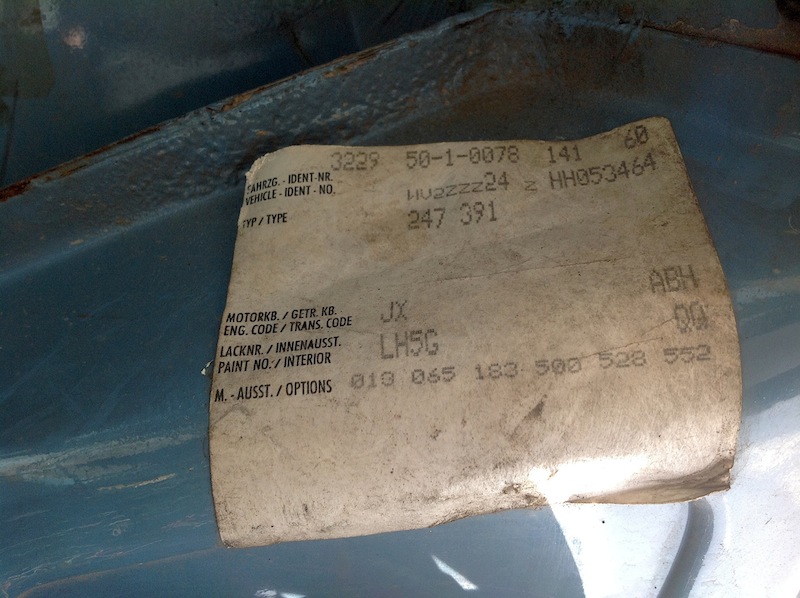 3229 50-1-0078 141 60
FAHRZG. - IDENT-NR.
VEHICLE - IDENT - NO. WV2ZZZ24 Z HH053464
TYP / TYPE 247 391
MOTORKB. / GETR. KB.
ENG. CODE / TRANS. CODE JX ABH
LACKNR. / INNENAUSST.
PAINT NO. / INTERIOR LH5G QQ
M. - AUSST. / OPTIONS 013 065 183 500 528 552